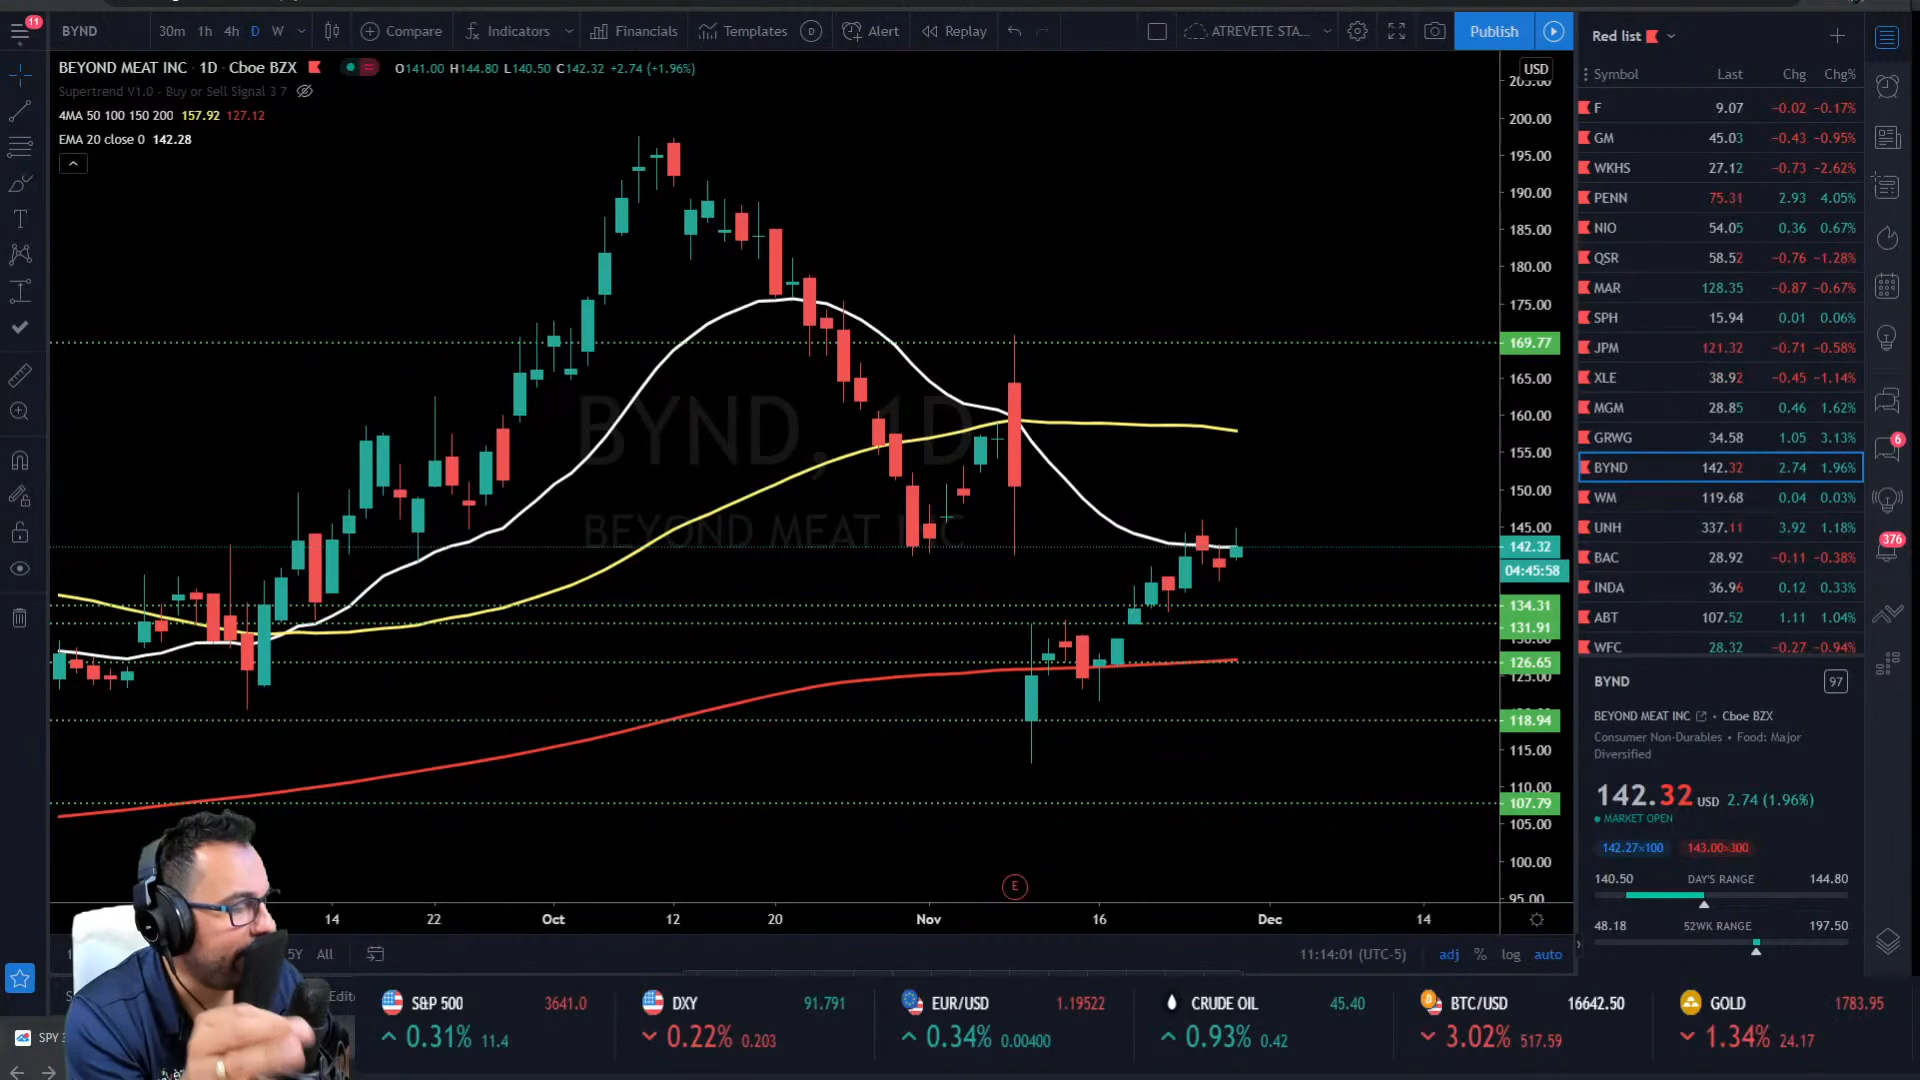 11
BYND 30m 1h 4h D W Compare Indicators Financials Templates D Alert Replay ATREVETE STA... Publish
BEYOND MEAT INC · 1D · Cboe BZX O141.00 H144.80 L140.50 C142.32 +2.74 (+1.96%)
Supertrend V1.0 - Buy or Sell Signal 3 7
4MA 50 100 150 200 157.92 127.12
EMA 20 close 0 142.28
BYND, 1D
BEYOND MEAT INC
USD
200.00
195.00
190.00
185.00
180.00
175.00
169.77
165.00
160.00
155.00
150.00
145.00
142.32
04:45:58
134.31
131.91
126.65
125.00
118.94
115.00
110.00
107.79
105.00
100.00
95.00
E
14 22 Oct 12 20 Nov 16 Dec 14
5Y All 11:14:01 (UTC-5) adj % log auto
Red list
Symbol Last Chg Chg%
F 9.07 −0.02 −0.17%
GM 45.03 −0.43 −0.95%
WKHS 27.12 −0.73 −2.62%
PENN 75.31 2.93 4.05%
NIO 54.05 0.36 0.67%
QSR 58.52 −0.76 −1.28%
MAR 128.35 −0.87 −0.67%
SPH 15.94 0.01 0.06%
JPM 121.32 −0.71 −0.58%
XLE 38.92 −0.45 −1.14%
MGM 28.85 0.46 1.62%
GRWG 34.58 1.05 3.13%
BYND 142.32 2.74 1.96%
WM 119.68 0.04 0.03%
UNH 337.11 3.92 1.18%
BAC 28.92 −0.11 −0.38%
INDA 36.96 0.12 0.33%
ABT 107.52 1.11 1.04%
WFC 28.32 −0.27 −0.94%
6
376
BYND 97
BEYOND MEAT INC • Cboe BZX
Consumer Non-Durables • Food: Major
Diversified
142.32 USD 2.74 (1.96%)
MARKET OPEN
142.27×100 143.00×300
140.50 DAY'S RANGE 144.80
48.18 52WK RANGE 197.50
S&P 500 3641.0 DXY 91.791 EUR/USD 1.19522 CRUDE OIL 45.40 BTC/USD 16642.50 GOLD 1783.95
0.31% 11.4 0.22% 0.203 0.34% 0.00400 0.93% 0.42 3.02% 517.59 1.34% 24.17
SPY